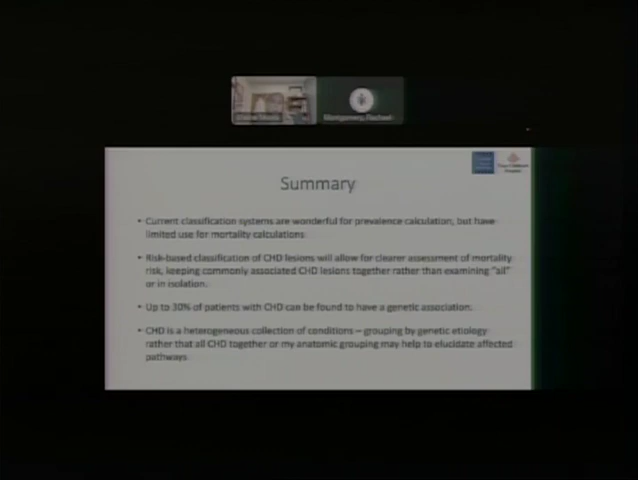 Montgomery, Rachael
Summary
• Current classification systems are wonderful for prevalence calculation, but have
limited use for mortality calculations
• Risk-based classification of CHD lesions will allow for clearer assessment of mortality
risk, keeping commonly associated CHD lesions together rather than examining "all"
or in isolation.
• Up to 30% of patients with CHD can be found to have a genetic association.
• CHD is a heterogeneous collection of conditions – grouping by genetic etiology
rather that all CHD together or my anatomic grouping may help to elucidate affected
pathways